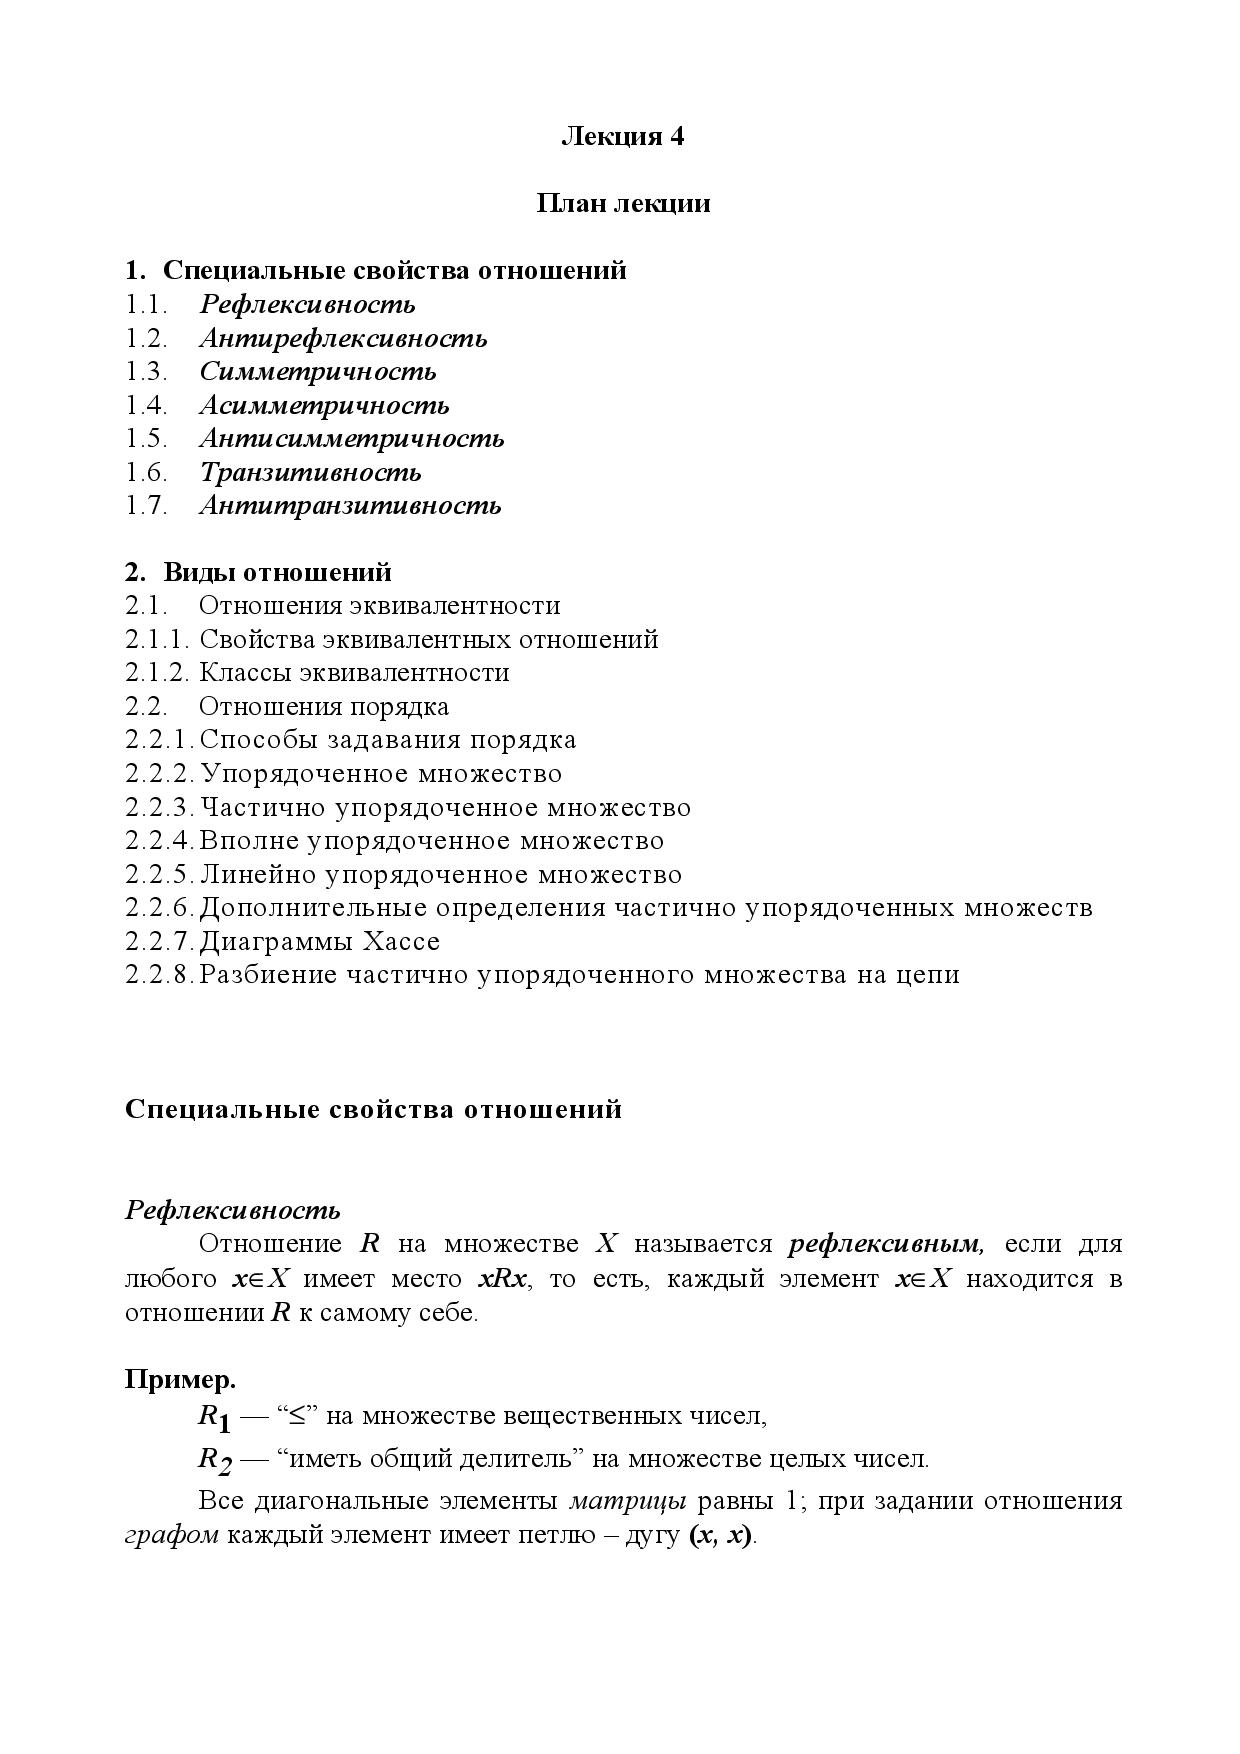 Лекция 4
План лекции
1. Специальные свойства отношений
1.1. Рефлексивность
1.2. Антирефлексивность
1.3. Симметричность
1.4. Асимметричность
1.5. Антисимметричность
1.6. Транзитивность
1.7. Антитранзитивность
2. Виды отношений
2.1. Отношения эквивалентности
2.1.1. Свойства эквивалентных отношений
2.1.2. Классы эквивалентности
2.2. Отношения порядка
2.2.1. Способы задавания порядка
2.2.2. Упорядоченное множество
2.2.3. Частично упорядоченное множество
2.2.4. Вполне упорядоченное множество
2.2.5. Линейно упорядоченное множество
2.2.6. Дополнительные определения частично упорядоченных множеств
2.2.7. Диаграммы Хассе
2.2.8. Разбиение частично упорядоченного множества на цепи
Специальные свойства отношений
Рефлексивность
Отношение R на множестве X называется рефлексивным, если для
любого x∈X имеет место xRx, то есть, каждый элемент x∈X находится в
отношении R к самому себе.
Пример.
R1 — “≤” на множестве вещественных чисел,
R2 — “иметь общий делитель” на множестве целых чисел.
Все диагональные элементы матрицы равны 1; при задании отношения
графом каждый элемент имеет петлю – дугу (x, x).